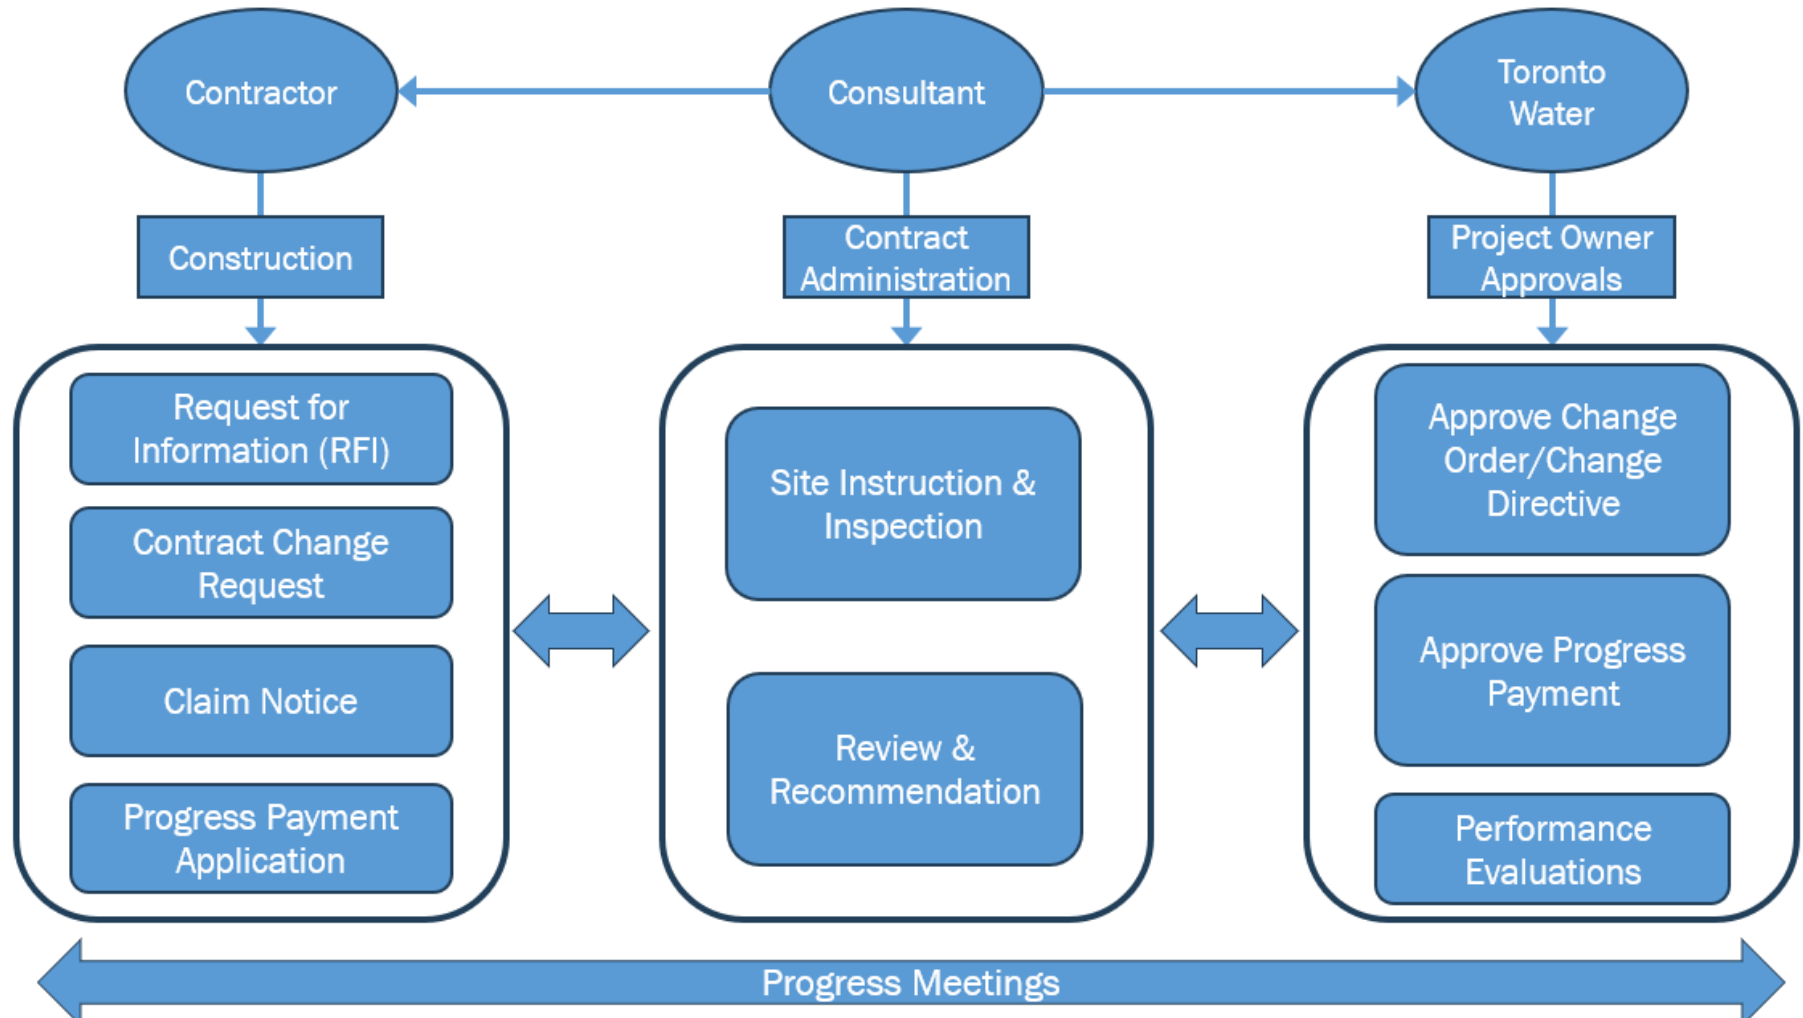 Contractor
Consultant
Toronto
Water
Construction
Contract
Administration
Project Owner
Approvals
Request for
Information (RFI)
Contract Change
Request
Claim Notice
Progress Payment
Application
Site Instruction &
Inspection
Review &
Recommendation
Approve Change
Order/Change
Directive
Approve Progress
Payment
Performance
Evaluations
Progress Meetings